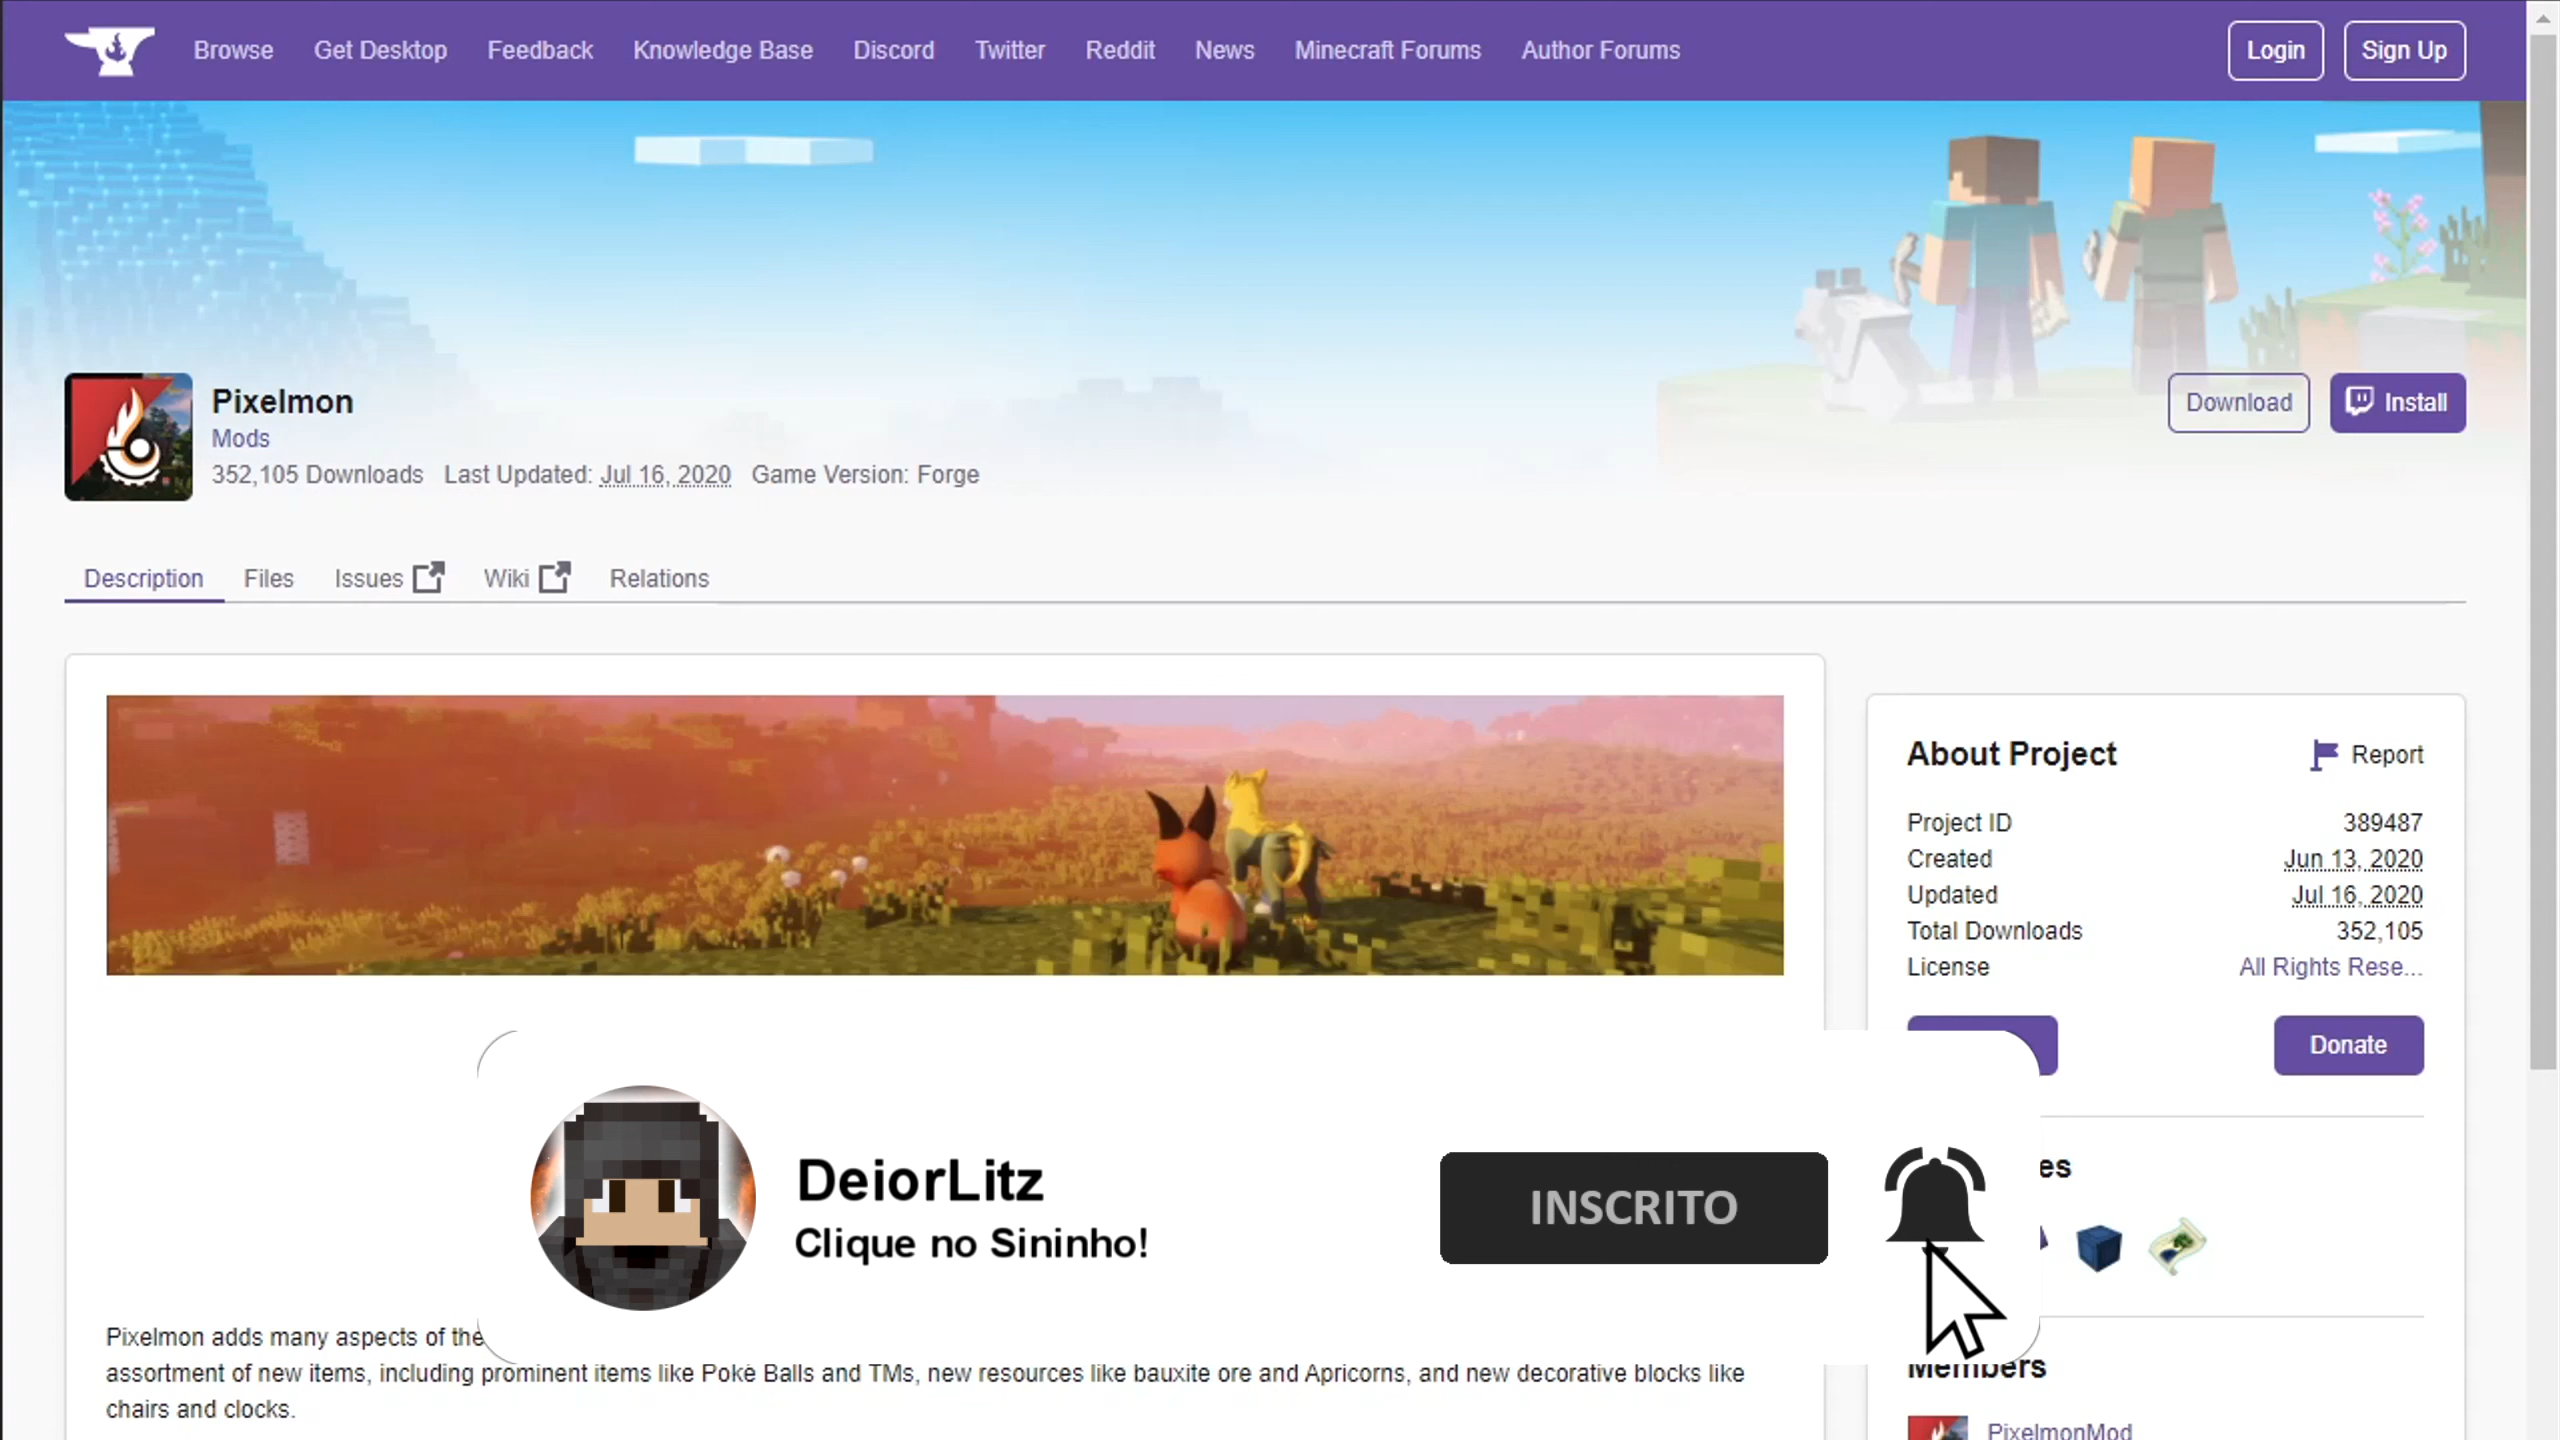 Browse Get Desktop Feedback Knowledge Base Discord Twitter Reddit News Minecraft Forums Author Forums Login Sign Up
Pixelmon
Mods
352,105 Downloads Last Updated: Jul 16, 2020 Game Version: Forge
Download Install
Description Files Issues Wiki Relations
About Project Report
Project ID 389487
Created Jun 13, 2020
Updated Jul 16, 2020
Total Downloads 352,105
License All Rights Rese...
Donate
DeiorLitz
Clique no Sininho!
INSCRITO
es
Pixelmon adds many aspects of the
assortment of new items, including prominent items like Poké Balls and TMs, new resources like bauxite ore and Apricorns, and new decorative blocks like
chairs and clocks.
Members
PixelmonMod